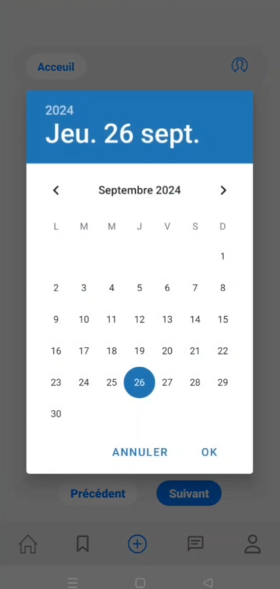 Acceuil
2024
Jeu. 26 sept.
Septembre 2024
L M M J V S D
1
2 3 4 5 6 7 8
9 10 11 12 13 14 15
16 17 18 19 20 21 22
23 24 25 26 27 28 29
30
ANNULER OK
Précédent Suivant